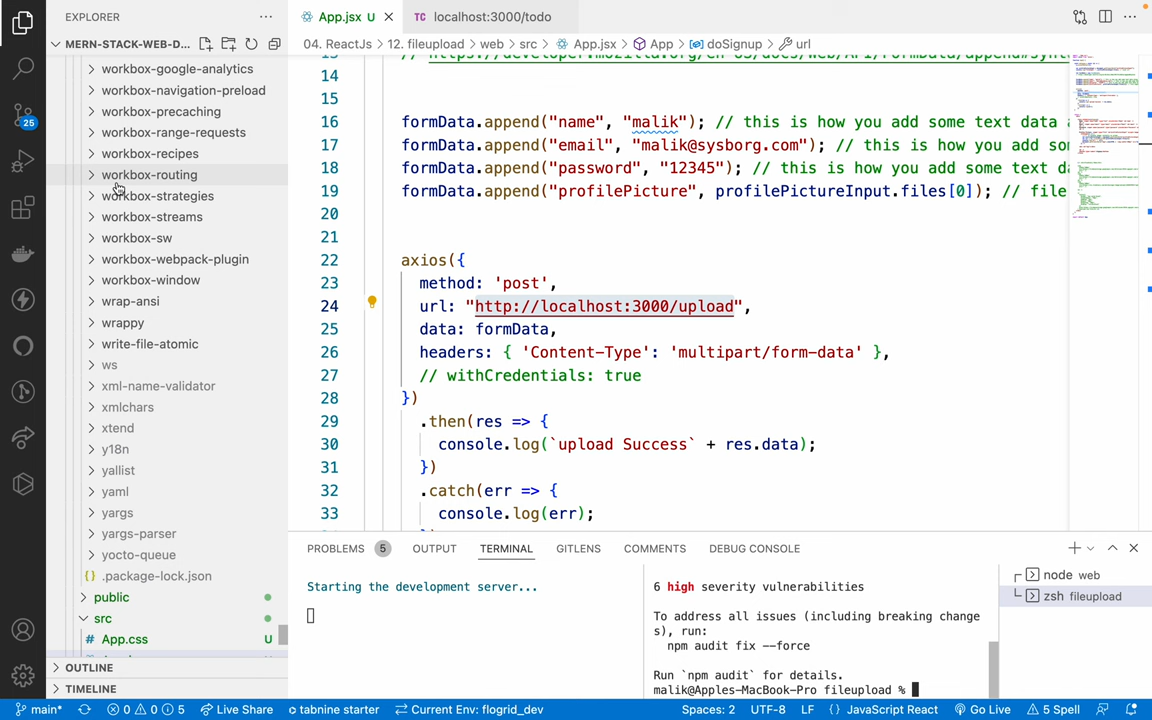 EXPLORER
App.jsx U
TC localhost:3000/todo
MERN-STACK-WEB-D...
04. ReactJs > 12. fileupload > web > src > App.jsx > App > doSignup > url
workbox-google-analytics
workbox-navigation-preload
workbox-precaching
workbox-range-requests
workbox-recipes
workbox-routing
workbox-strategies
workbox-streams
workbox-sw
workbox-webpack-plugin
workbox-window
wrap-ansi
wrappy
write-file-atomic
ws
xml-name-validator
xmlchars
xtend
y18n
yallist
yaml
yargs
yargs-parser
yocto-queue
{} .package-lock.json
public
src
# App.css U
OUTLINE
TIMELINE
25
14
15
16 formData.append("name", "malik"); // this is how you add some text data
17 formData.append("email", "malik@sysborg.com"); // this is how you add so
18 formData.append("password", "12345"); // this is how you add some text d
19 formData.append("profilePicture", profilePictureInput.files[0]); // file
20
21
22 axios({
23 method: 'post',
24 url: "http://localhost:3000/upload",
25 data: formData,
26 headers: { 'Content-Type': 'multipart/form-data' },
27 // withCredentials: true
28 })
29 .then(res => {
30 console.log(`upload Success` + res.data);
31 })
32 .catch(err => {
33 console.log(err);
PROBLEMS 5 OUTPUT TERMINAL GITLENS COMMENTS DEBUG CONSOLE
Starting the development server...
6 high severity vulnerabilities
To address all issues (including breaking change
s), run:
npm audit fix --force
Run `npm audit` for details.
malik@Apples-MacBook-Pro fileupload %
node web
zsh fileupload
main* 0 0 5 Live Share tabnine starter Current Env: flogrid_dev Spaces: 2 UTF-8 LF {} JavaScript React Go Live 5 Spell